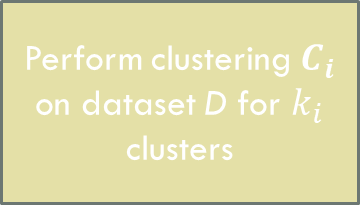 Perform clustering 𝑪ᵢ
on dataset D for 𝑘ᵢ
clusters